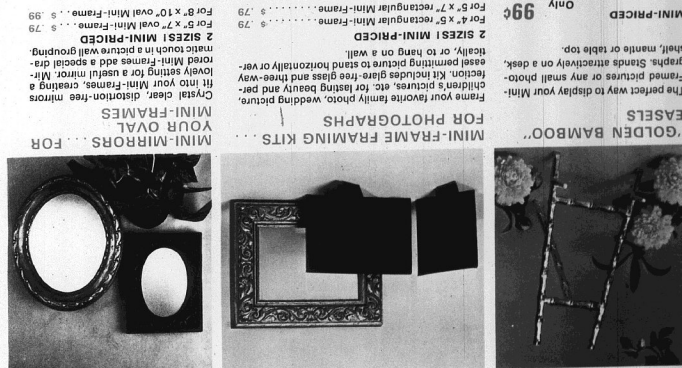 "GOLDEN BAMBOO"
EASELS
The perfect way to display your Mini-
Framed pictures or any small photo-
graphs. Stands attractively on a desk,
shelf, mantle or table top.
MINI-PRICED Only 99¢
MINI-FRAME FRAMING KITS . . .
FOR PHOTOGRAPHS
Frame your favorite family photo, wedding picture,
children's pictures, etc. for lasting beauty and per-
fection. Kit includes glare-free glass and three-way
easel permitting picture to stand horizontally or ver-
tically, or to hang on a wall.
2 SIZES! MINI-PRICED
For 4" x 5" rectangular Mini-Frame. . . . . . . . $ .79
For 5" x 7" rectangular Mini-Frame. . . . . . . . $ .79
MINI-MIRRORS . . . FOR
YOUR OVAL
MINI-FRAMES
Crystal clear, distortion-free mirrors
fit into your Mini-Frames, creating a
lovely setting for a useful mirror. Mir-
rored Mini-Frames add a special dra-
matic touch in a picture wall grouping.
2 SIZES! MINI-PRICED
For 5" x 7" oval Mini-Frame. . . $ .79
For 8" x 10" oval Mini-Frame. . . $ .99